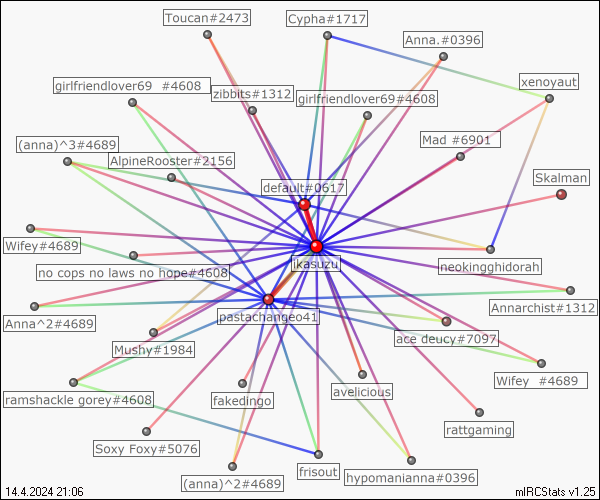 Toucan#2473
Cypha#1717
Anna.#0396
xenoyaut
girlfriendlover69 #4608
zibbits#1312
girlfriendlover69#4608
(anna)^3#4689
AlpineRooster#2156
Mad #6901
default#0617
Skalman
Wifey#4689
ikasuzu
neokingghidorah
no cops no laws no nope#4608
Annarchist#1312
Anna^2#4689
pastachangeo41
ace deucy#7097
Mushy#1984
Wifey #4689
avelicious
ramshackle gorey#4608
fakedingo
rattgaming
Soxy Foxy#5076
frisout
hypomanianna#0396
(anna)^2#4689
14.4.2024 21:06
mIRCStats v1.25